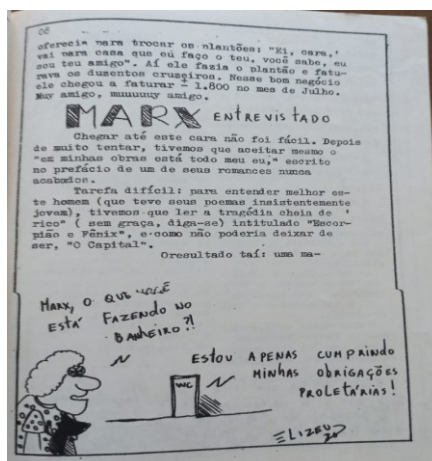 08
oferecia para trocar os plantões: "Ei, cara,'
vai para casa que eu faço o teu, você sabe, eu
sou teu amigo". Aí ele fazia o plantão e fatu-
rava os duzentos cruzeiros. Nesse bom negócio
ele chegou a faturar 1.800 no mes de Julho.
Muy amigo, muuuuuy amigo.
MARX ENTREVISTADO
Chegar até este cara não foi fácil. Depois
de muito tentar, tivemos que aceitar mesmo o
"em minhas obras está todo meu eu," escrito
no prefácio de um de seus romances nunca
acabados.
Tarefa difícil: para entender melhor es-
te homem (que teve seus poemas insistentemente
jovem), tivemos que ler a tragédia cheia de '
rico" ( sem graça, diga-se) intitulado "Escor-
pião e Fênix", e como não poderia deixar de
ser, "O Capital".
Oresultado taí: uma ma-
MARX, O QUE
ESTÁ FAZENDO NO
BANHEIRO?!
ESTOU APENAS CUMPRINDO
MINHAS OBRIGAÇÕES
PROLETÁRIAS!
WC
ELIZEU